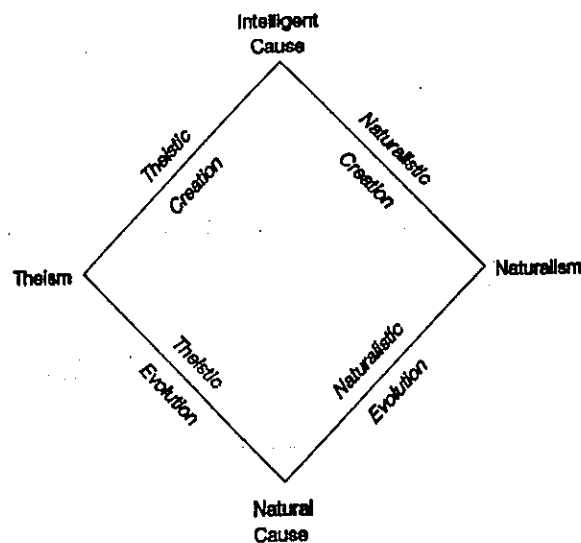 Intelligent
Cause
Theistic
Creation
Naturalistic
Creation
Theism
Naturalism
Theistic
Evolution
Naturalistic
Evolution
Natural
Cause